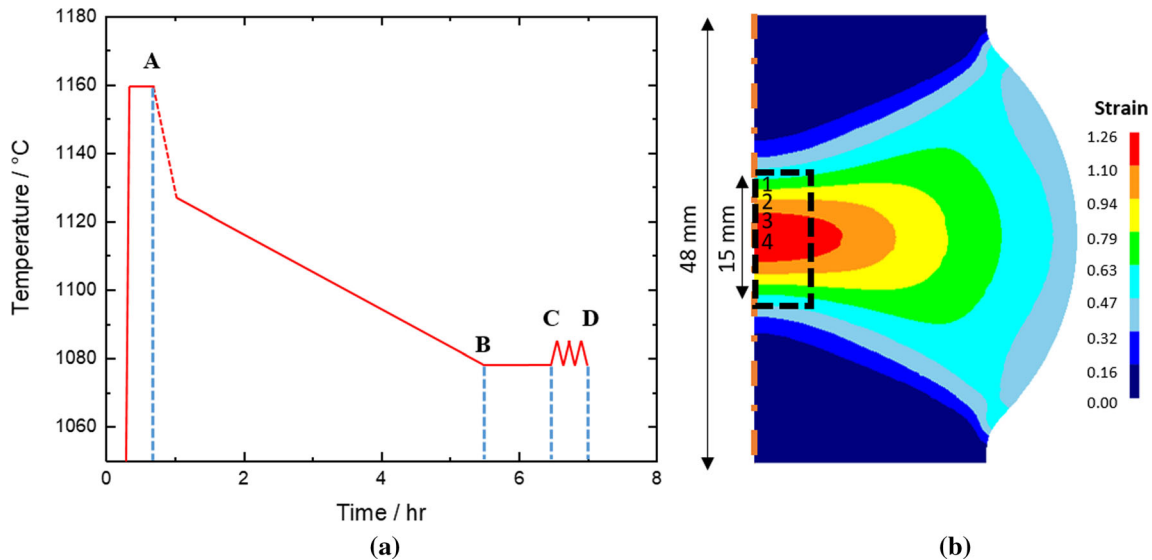 1180
1160
1140
1120
1100
1080
1060
Temperature / °C
A
B
C
D
0
2
4
6
8
Time / hr
(a)
48 mm
15 mm
1
2
3
4
Strain
1.26
1.10
0.94
0.79
0.63
0.47
0.32
0.16
0.00
(b)